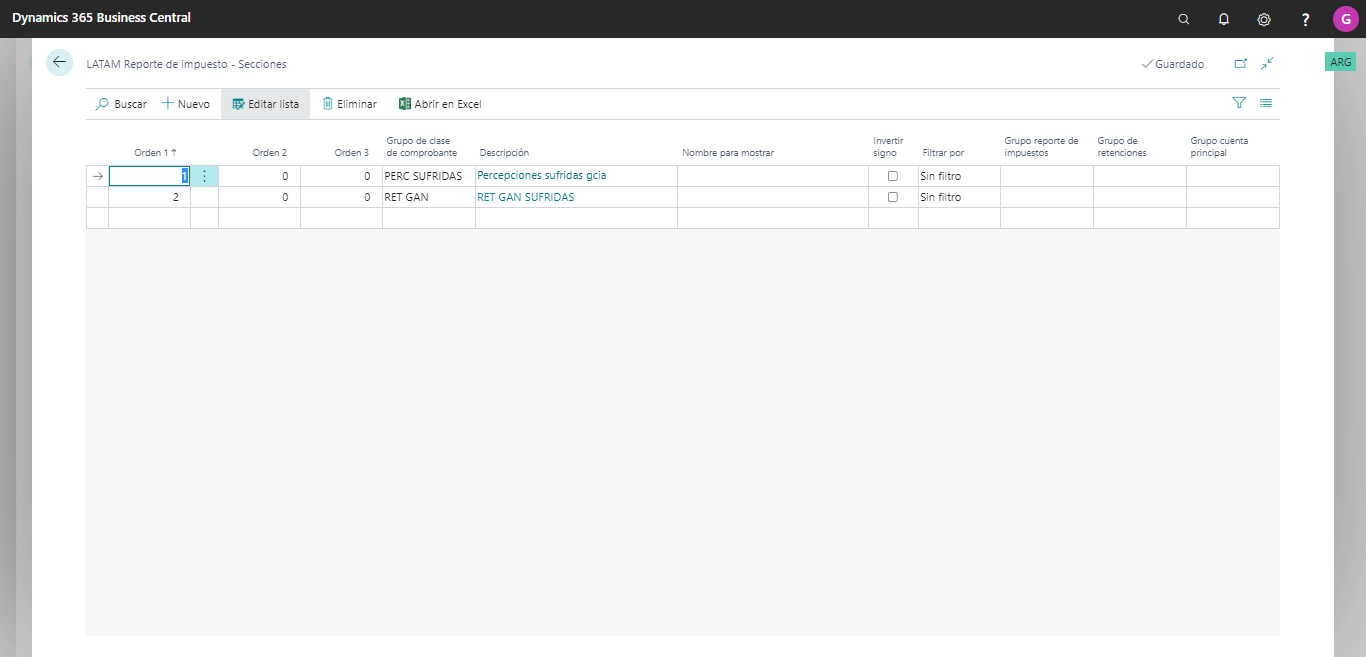 Dynamics 365 Business Central
?
G
LATAM Reporte de impuesto - Secciones
Guardado
ARG
Buscar
Nuevo
Editar lista
Eliminar
Abrir en Excel
Orden 1 ↑
Orden 2
Orden 3
Grupo de clase
de comprobante
Descripción
Nombre para mostrar
Invertir
signo
Filtrar por
Grupo reporte de
impuestos
Grupo de
retenciones
Grupo cuenta
principal
1 0 0 PERC SUFRIDAS Percepciones sufridas gcia Sin filtro
2 0 0 RET GAN RET GAN SUFRIDAS Sin filtro